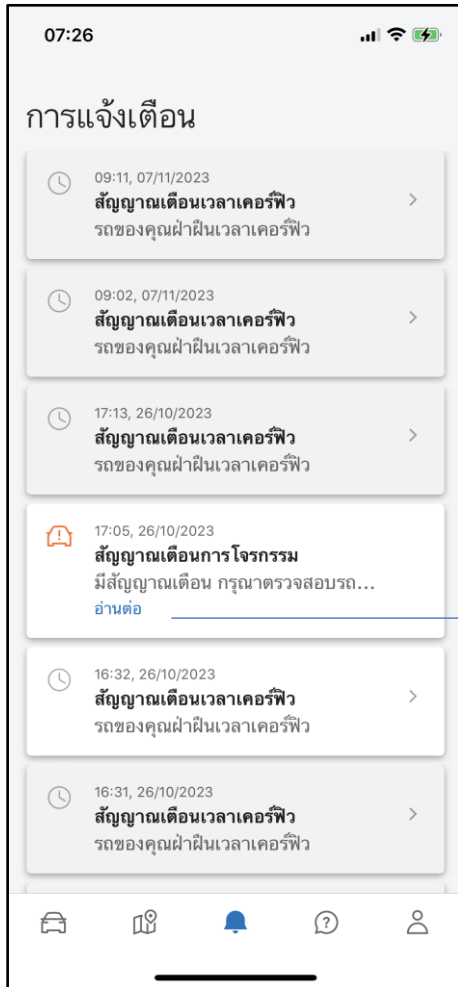 07:26
การแจ้งเตือน
09:11, 07/11/2023
สัญญาณเตือนเวลาเคอร์ฟิว
รถของคุณฝ่าฝืนเวลาเคอร์ฟิว
09:02, 07/11/2023
สัญญาณเตือนเวลาเคอร์ฟิว
รถของคุณฝ่าฝืนเวลาเคอร์ฟิว
17:13, 26/10/2023
สัญญาณเตือนเวลาเคอร์ฟิว
รถของคุณฝ่าฝืนเวลาเคอร์ฟิว
17:05, 26/10/2023
สัญญาณเตือนการโจรกรรม
มีสัญญาณเตือน กรุณาตรวจสอบรถ...
อ่านต่อ
16:32, 26/10/2023
สัญญาณเตือนเวลาเคอร์ฟิว
รถของคุณฝ่าฝืนเวลาเคอร์ฟิว
16:31, 26/10/2023
สัญญาณเตือนเวลาเคอร์ฟิว
รถของคุณฝ่าฝืนเวลาเคอร์ฟิว